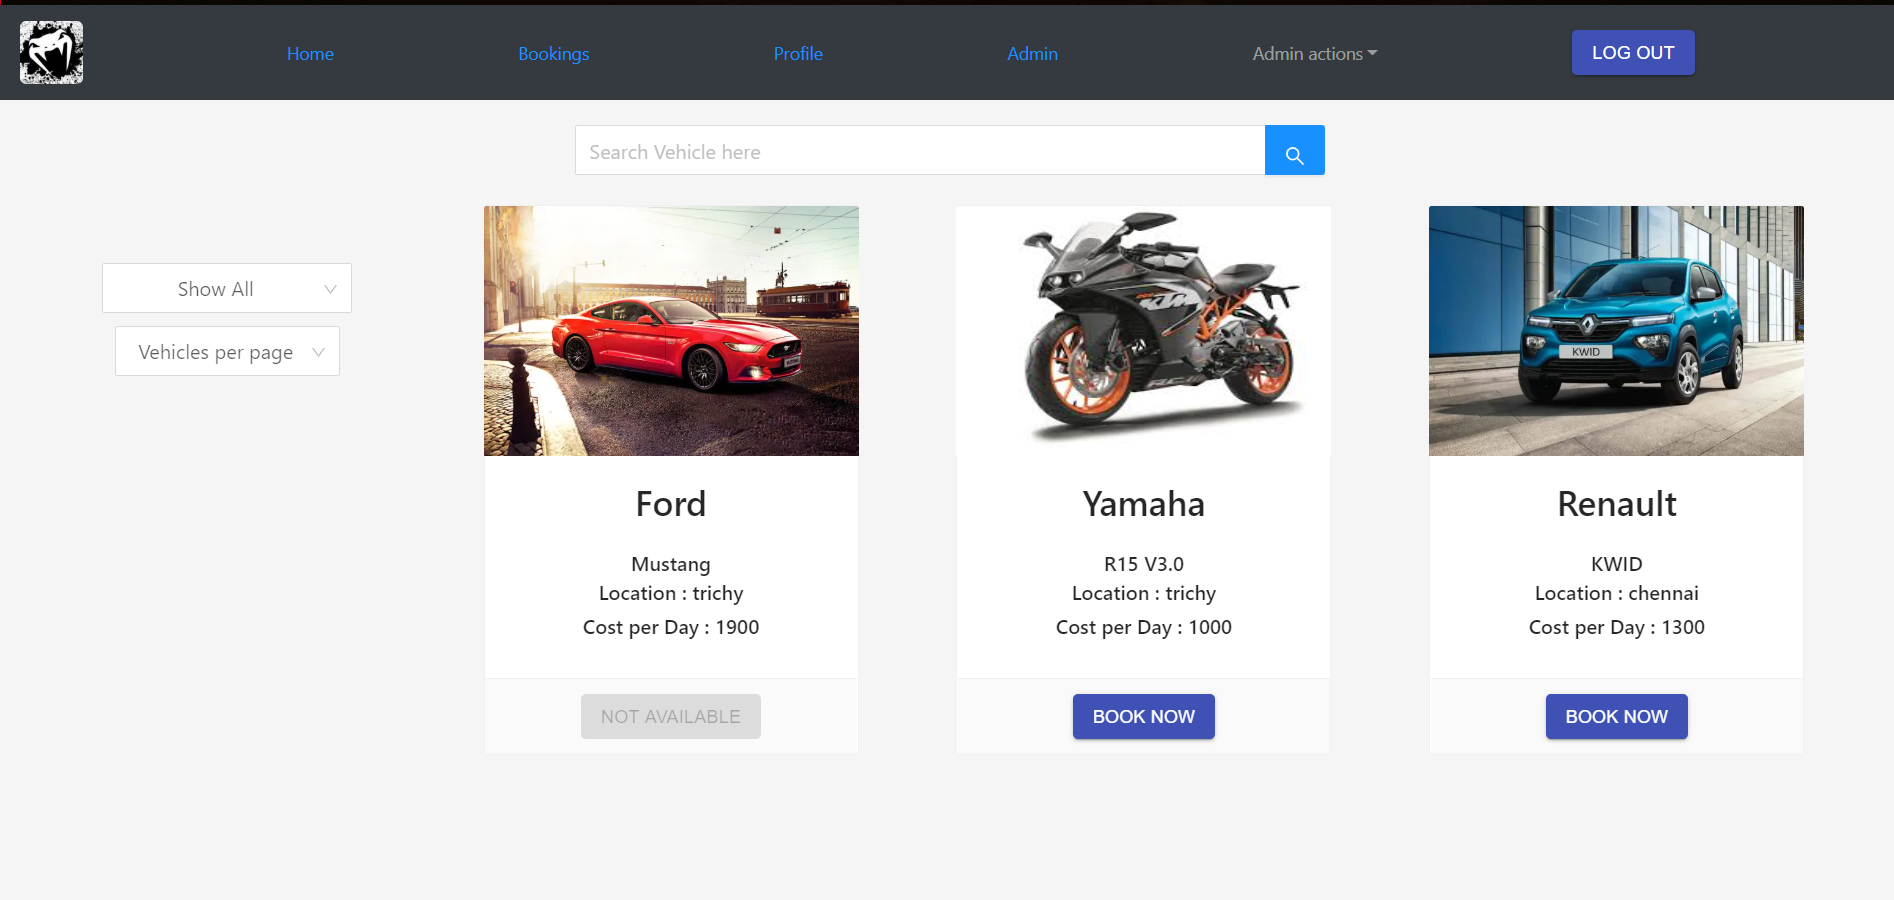 Home
Bookings
Profile
Admin
Admin actions
LOG OUT
Search Vehicle here
Show All
Vehicles per page
KTM
KWID
Ford
Mustang
Location : trichy
Cost per Day : 1900
NOT AVAILABLE
Yamaha
R15 V3.0
Location : trichy
Cost per Day : 1000
BOOK NOW
Renault
KWID
Location : chennai
Cost per Day : 1300
BOOK NOW